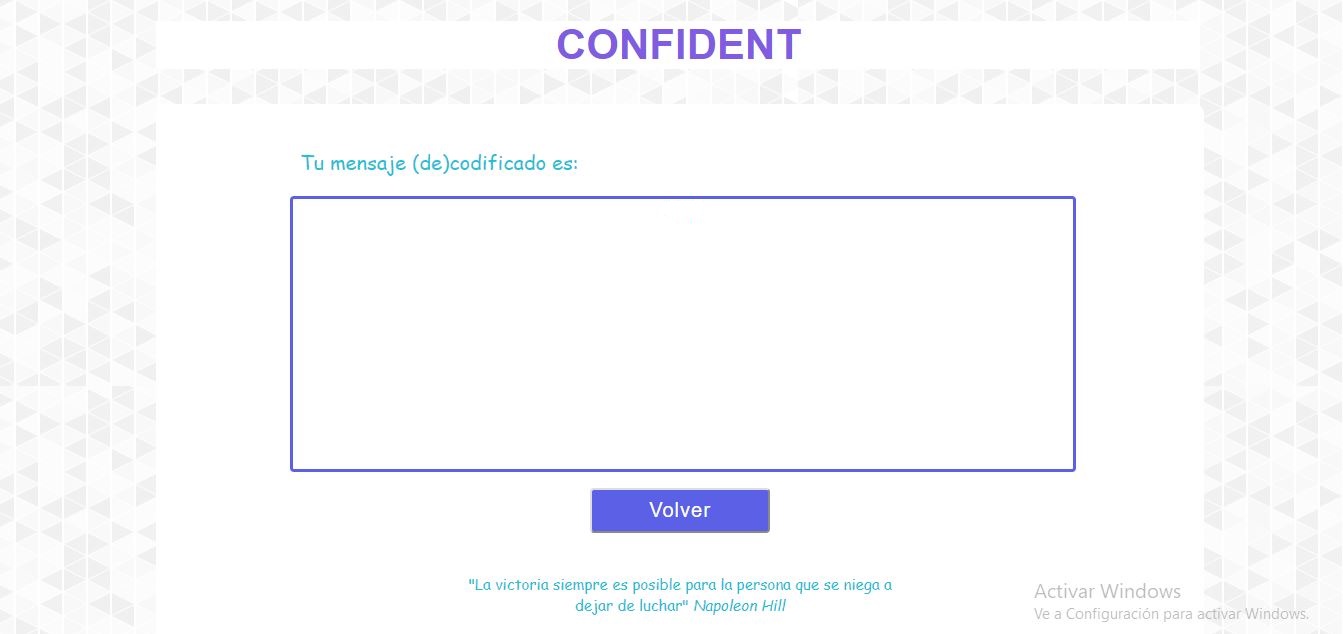 CONFIDENT
Tu mensaje (de)codificado es:
Volver
"La victoria siempre es posible para la persona que se niega a
dejar de luchar" Napoleon Hill
Activar Windows
Ve a Configuración para activar Windows.